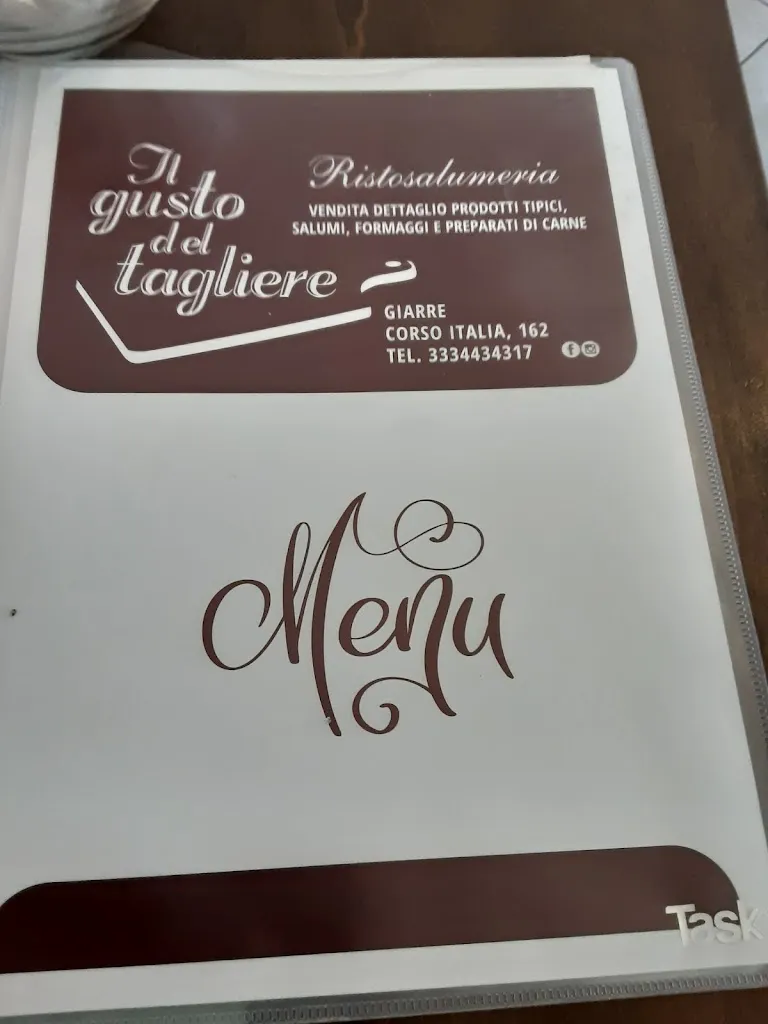 Il
gusto
del
tagliere
Ristosalumeria
VENDITA DETTAGLIO PRODOTTI TIPICI,
SALUMI, FORMAGGI E PREPARATI DI CARNE
GIARRE
CORSO ITALIA, 162
TEL. 3334434317
Menu
Task